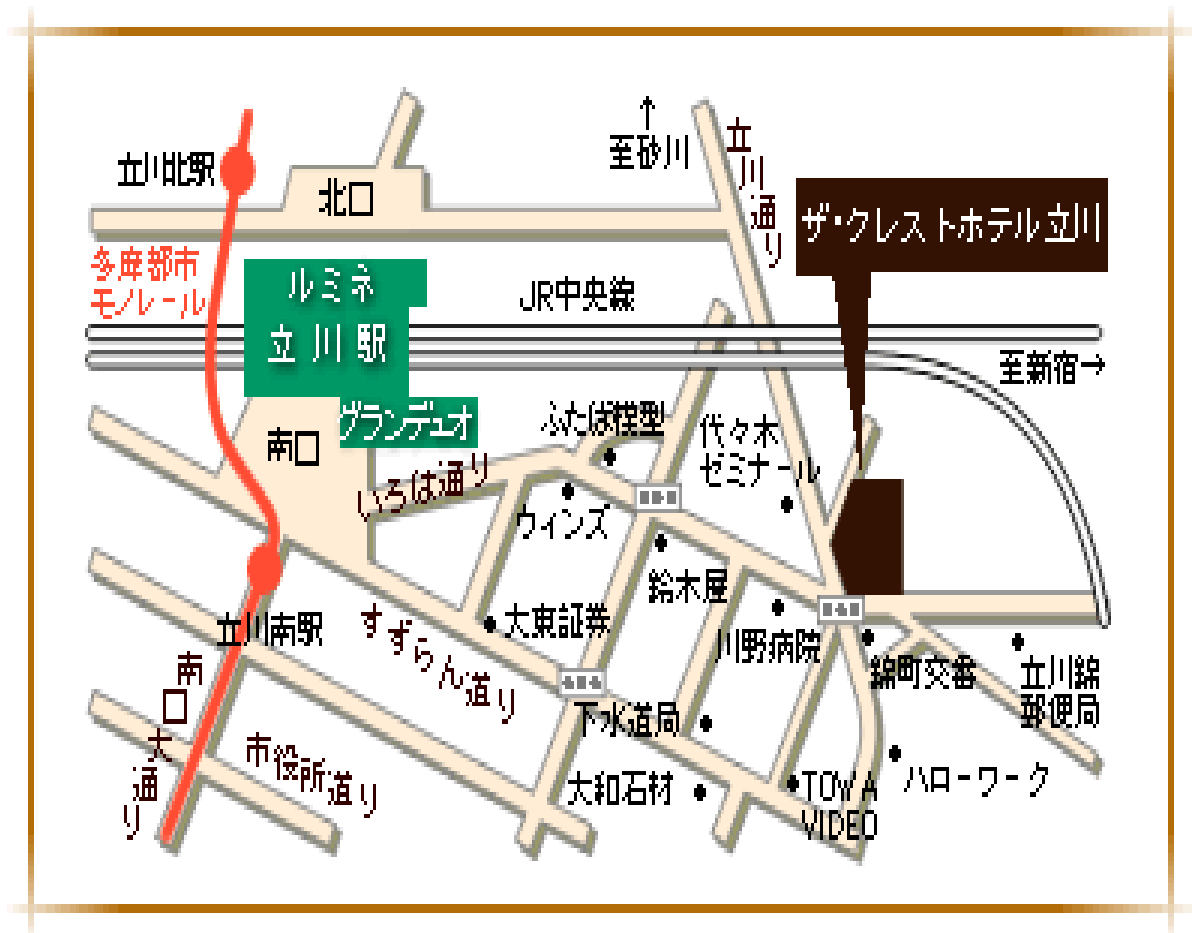 ↑
至砂川
立川通り
立川北駅
北口
ザ・クレストホテル立川
多摩都市
モノレール
ルミネ
立川駅
JR中央線
至新宿→
グランデュオ
南口
ふたば模型
代々木
ゼミナール
いろは通り
ウィンズ
鈴木屋
大東証券
川野病院
すずらん道り
立川南駅
錦町交番
立川錦
郵便局
南口大通り
下水道局
市役所道り
大和石材
TOWA
VIDEO
ハローワーク